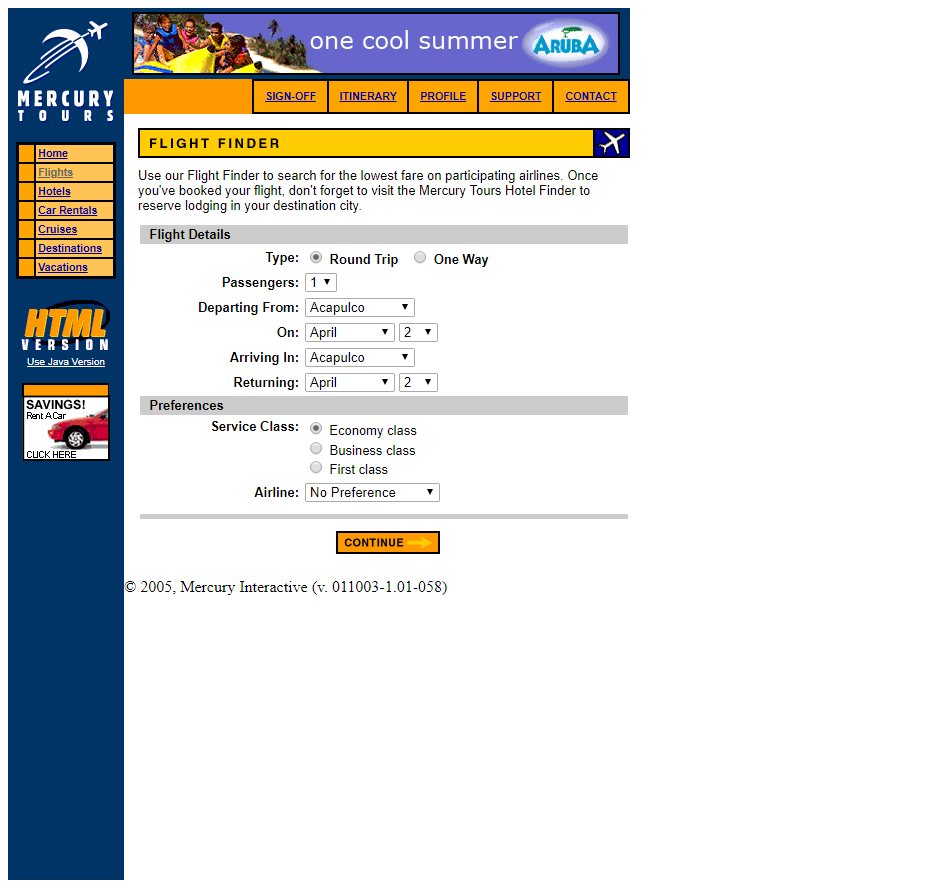 one cool summer ARUBA
MERCURY
TOURS
SIGN-OFF ITINERARY PROFILE SUPPORT CONTACT
Home
Flights
Hotels
Car Rentals
Cruises
Destinations
Vacations
HTML
VERSION
Use Java Version
SAVINGS!
Rent A Car
CLICK HERE
FLIGHT FINDER
Use our Flight Finder to search for the lowest fare on participating airlines. Once
you've booked your flight, don't forget to visit the Mercury Tours Hotel Finder to
reserve lodging in your destination city.
Flight Details
Type: Round Trip One Way
Passengers: 1
Departing From: Acapulco
On: April 2
Arriving In: Acapulco
Returning: April 2
Preferences
Service Class: Economy class
Business class
First class
Airline: No Preference
CONTINUE
© 2005, Mercury Interactive (v. 011003-1.01-058)